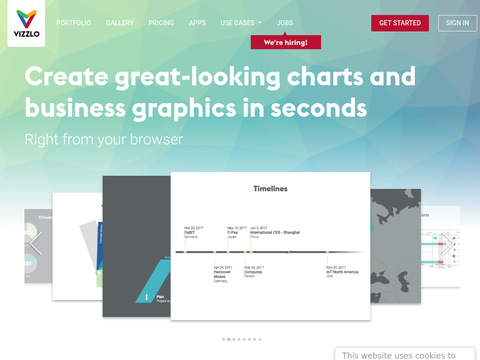 VIZZLO
PORTFOLIO
GALLERY
PRICING
APPS
USE CASES
JOBS
GET STARTED
SIGN IN
We're hiring!
Create great-looking charts and
business graphics in seconds
Right from your browser
Timelines
Mar 20, 2017
CeBIT
Germany
May 10, 2017
C-Pex
Japan
Jun 5, 2017
International CES - Shanghai
China
Apr 24, 2017
Hannover
Messe
Germany
May 30, 2017
Computex
Taiwan
Nov 29, 2017
IoT North America
USA
Plan
This website uses cookies to